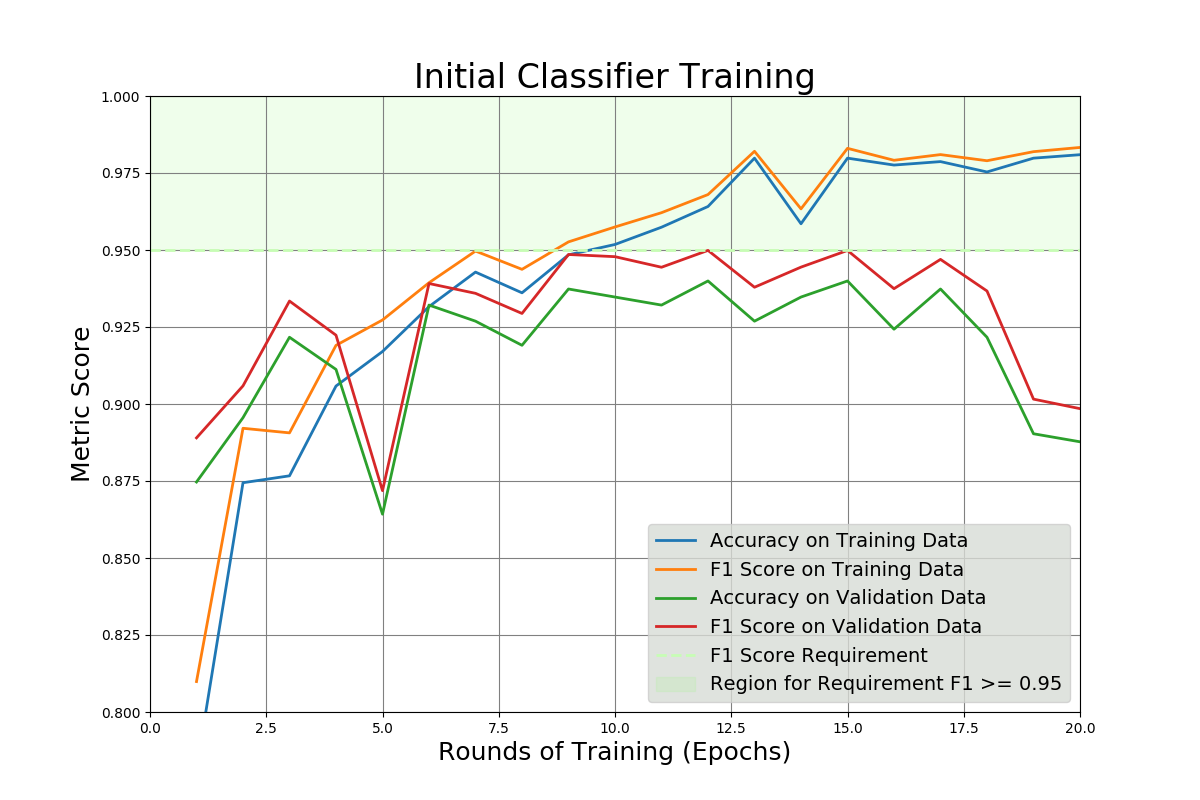 Initial Classifier Training
1.000
0.975
0.950
0.925
0.900
0.875
0.850
0.825
0.800
Metric Score
Accuracy on Training Data
F1 Score on Training Data
Accuracy on Validation Data
F1 Score on Validation Data
F1 Score Requirement
Region for Requirement F1 >= 0.95
0.0 2.5 5.0 7.5 10.0 12.5 15.0 17.5 20.0
Rounds of Training (Epochs)